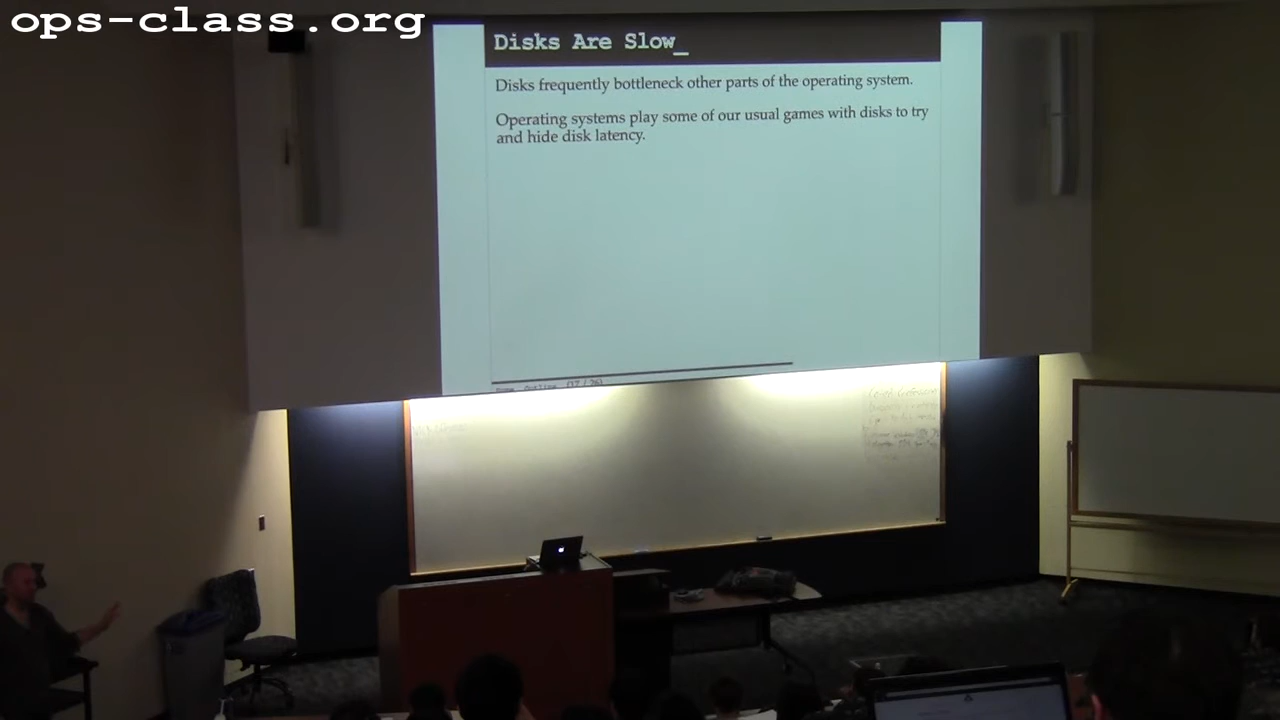 ops-class.org
Disks Are Slow_
Disks frequently bottleneck other parts of the operating system.
Operating systems play some of our usual games with disks to try
and hide disk latency.